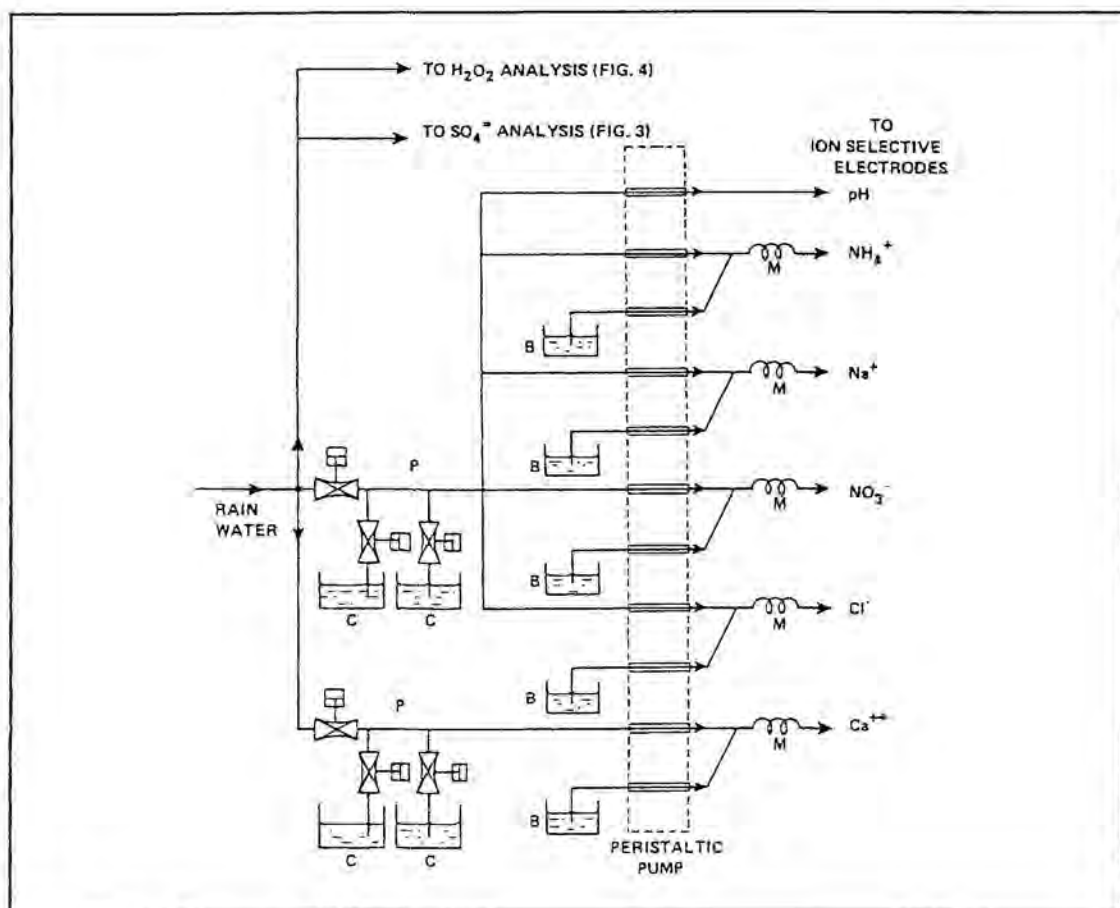 TO H₂O₂ ANALYSIS (FIG. 4)
TO SO₄⁼ ANALYSIS (FIG. 3)
TO
ION SELECTIVE
ELECTRODES
pH
NH₄⁺
M
B
Na⁺
M
B
P
NO₃⁻
M
RAIN
WATER
B
C
C
Cl⁻
M
B
P
Ca⁺⁺
M
B
C
C
PERISTALTIC
PUMP